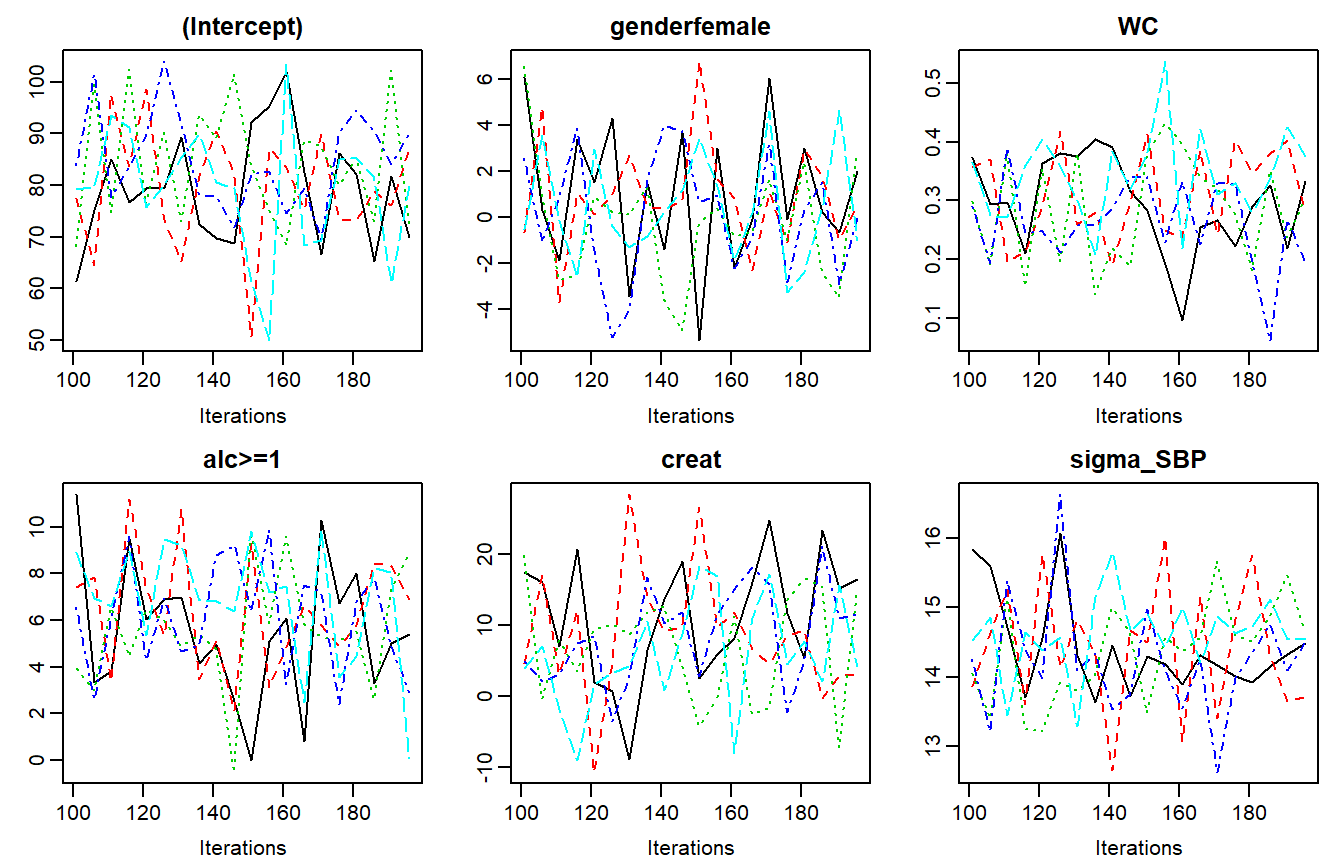 (Intercept)
genderfemale
WC
50 60 70 80 90 100
-4 -2 0 2 4 6
0.1 0.2 0.3 0.4 0.5
100 120 140 160 180
100 120 140 160 180
100 120 140 160 180
Iterations
Iterations
Iterations
alc>=1
creat
sigma_SBP
0 2 4 6 8 10
-10 0 10 20
13 14 15 16
100 120 140 160 180
100 120 140 160 180
100 120 140 160 180
Iterations
Iterations
Iterations